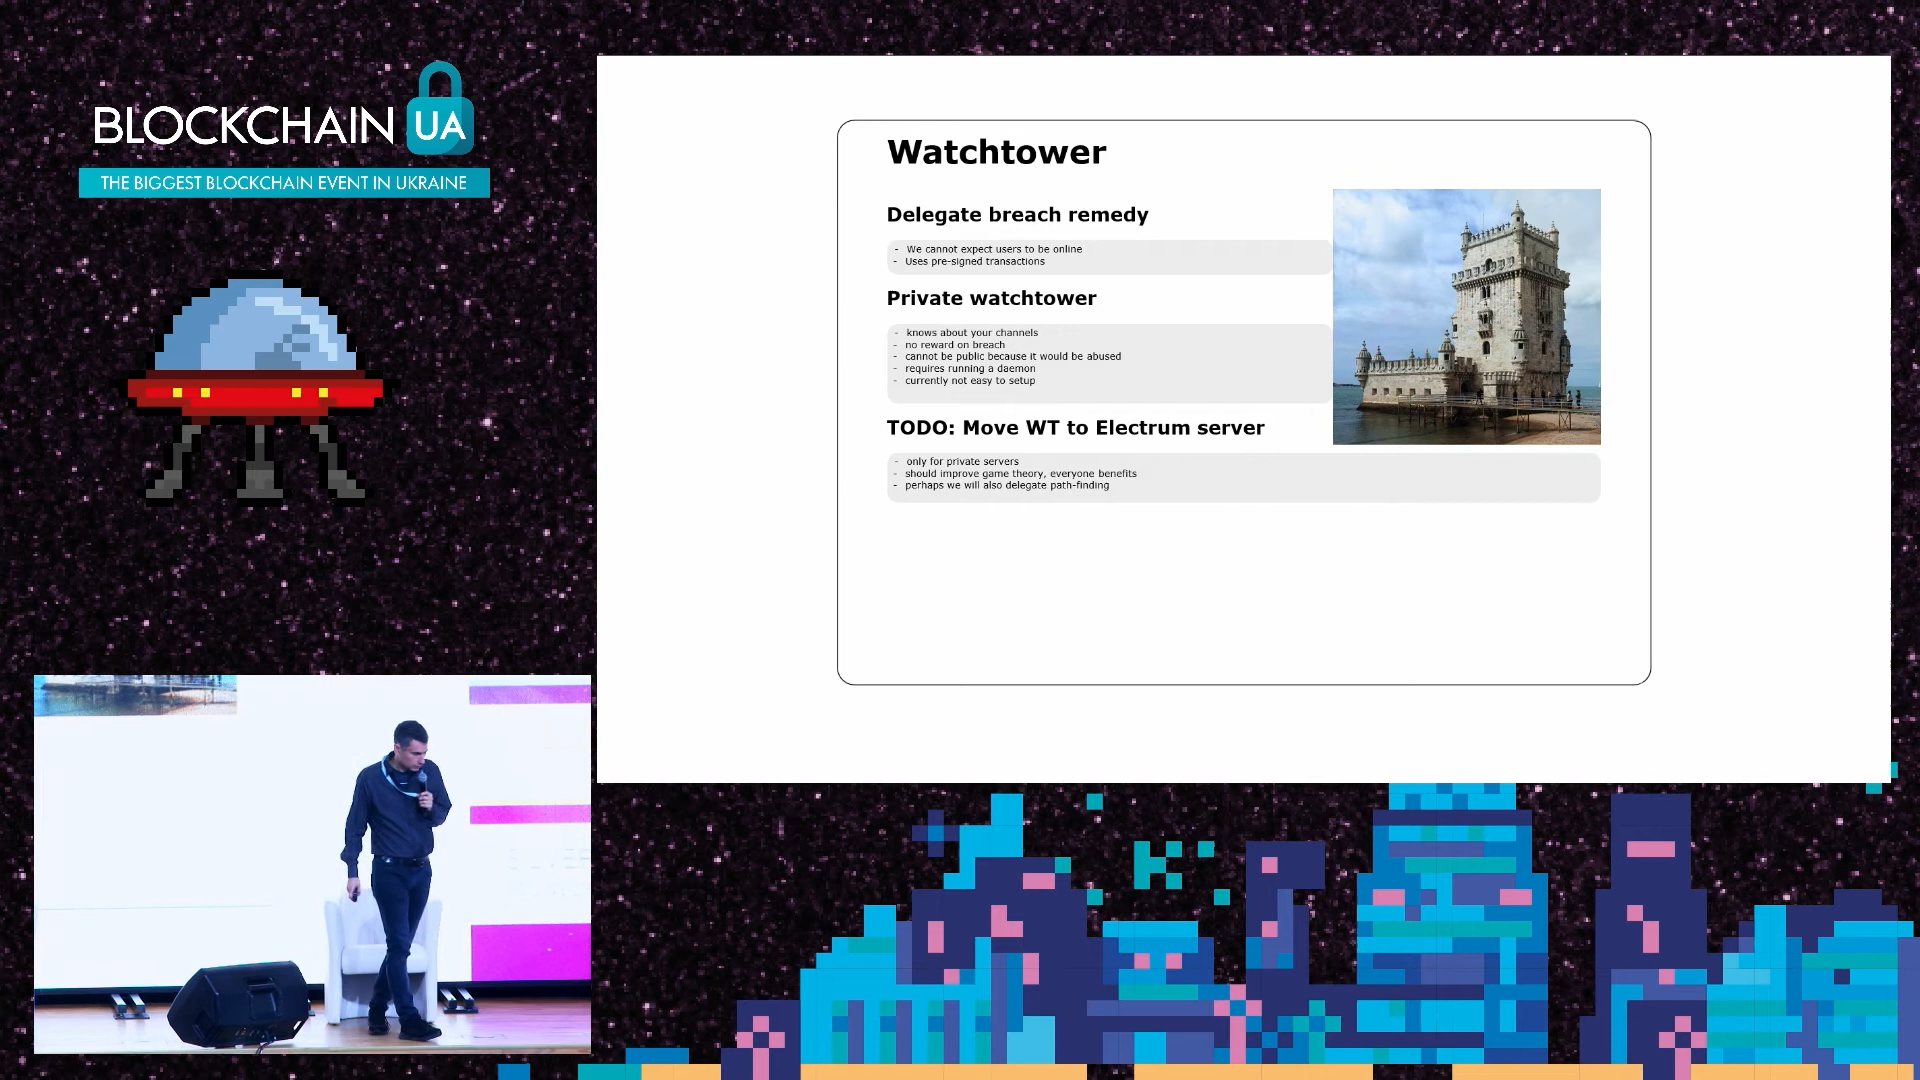 BLOCKCHAIN UA
THE BIGGEST BLOCKCHAIN EVENT IN UKRAINE
Watchtower
Delegate breach remedy
- We cannot expect users to be online
- Uses pre-signed transactions
Private watchtower
- knows about your channels
- no reward on breach
- cannot be public because it would be abused
- requires running a daemon
- currently not easy to setup
TODO: Move WT to Electrum server
- only for private servers
- should improve game theory, everyone benefits
- perhaps we will also delegate path-finding